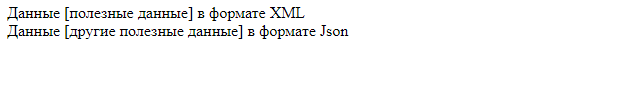 Данные [полезные данные] в формате XML
Данные [другие полезные данные] в формате Json